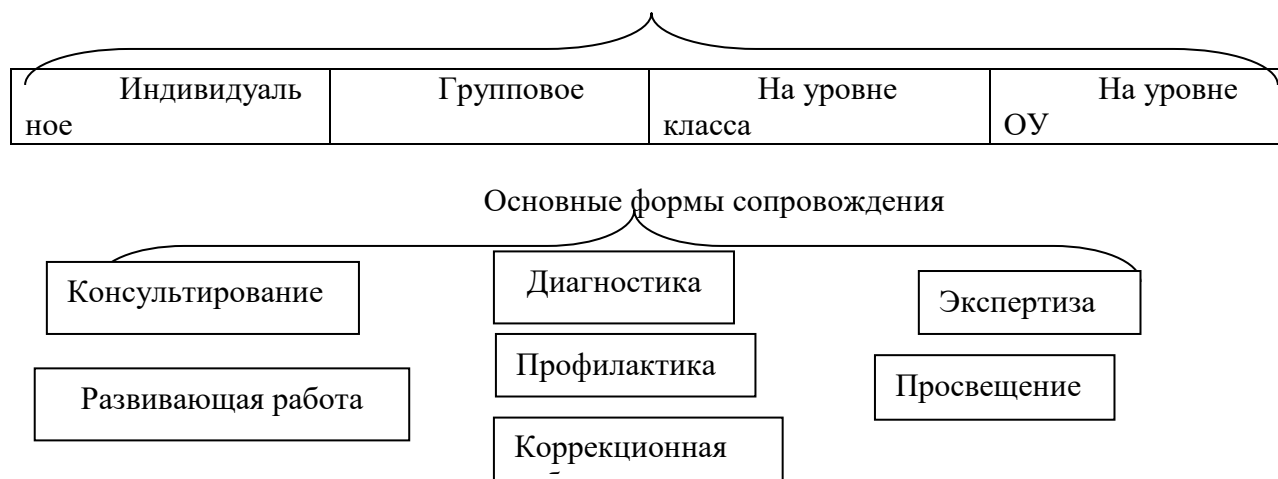 Индивидуаль
ное
Групповое
На уровне
класса
На уровне
ОУ
Основные формы сопровождения
Консультирование
Диагностика
Экспертиза
Профилактика
Просвещение
Развивающая работа
Коррекционная